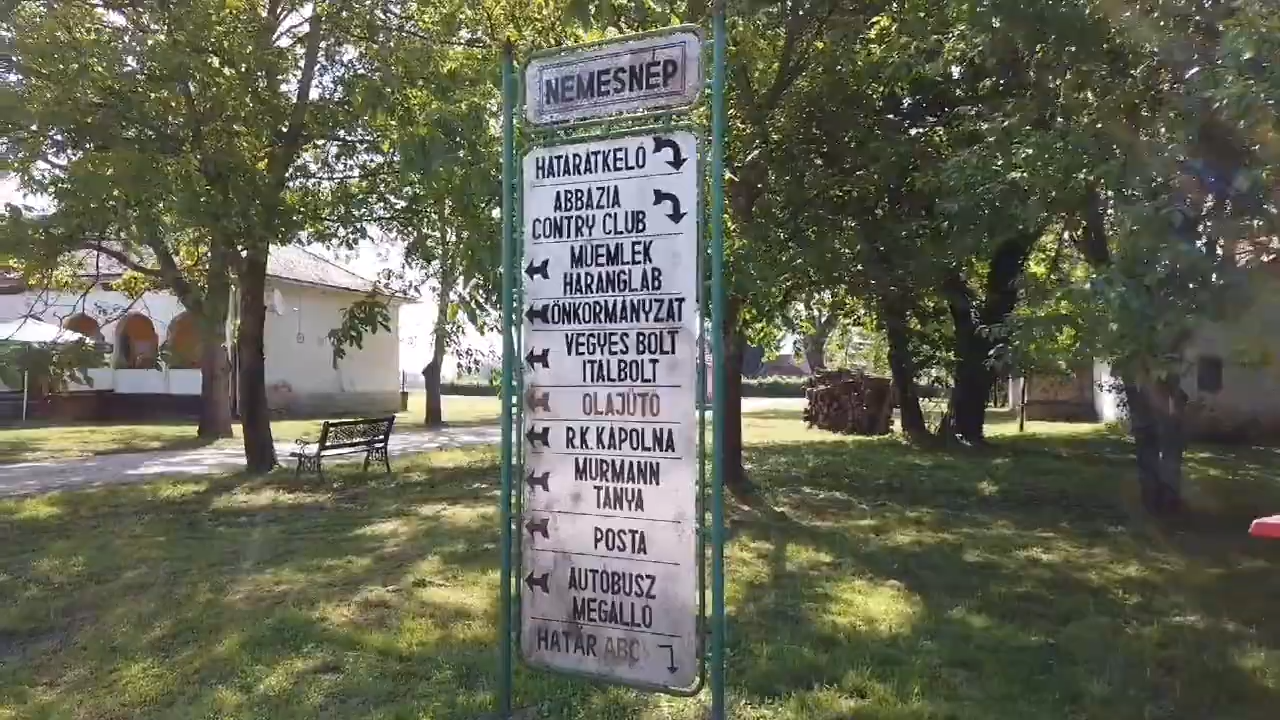 NEMESNÉP
HATÁRÁTKELŐ
ABBÁZIA
CONTRY CLUB
MŰEMLÉK
HARANGLÁB
ÖNKORMÁNYZAT
VEGYES BOLT
ITALBOLT
OLAJÜTŐ
R.K.KÁPOLNA
MURMANN
TANYA
POSTA
AUTÓBUSZ
MEGÁLLÓ
HATÁR ABC